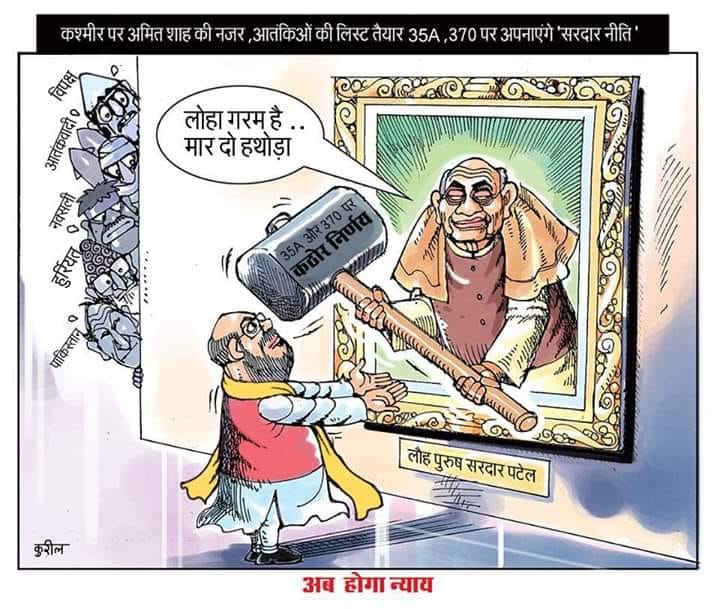 कश्मीर पर अमित शाह की नजर ,आतंकिओं की लिस्ट तैयार 35A ,370 पर अपनाएंगे 'सरदार नीति '
लोहा गरम है ..
मार दो हथोड़ा
35A और 370 पर
कठोर निर्णय
विपक्ष
आतंकवादी
नक्सली
हुर्रियत
पाकिस्तान
लौह पुरुष सरदार पटेल
कुरील
अब होगा न्याय